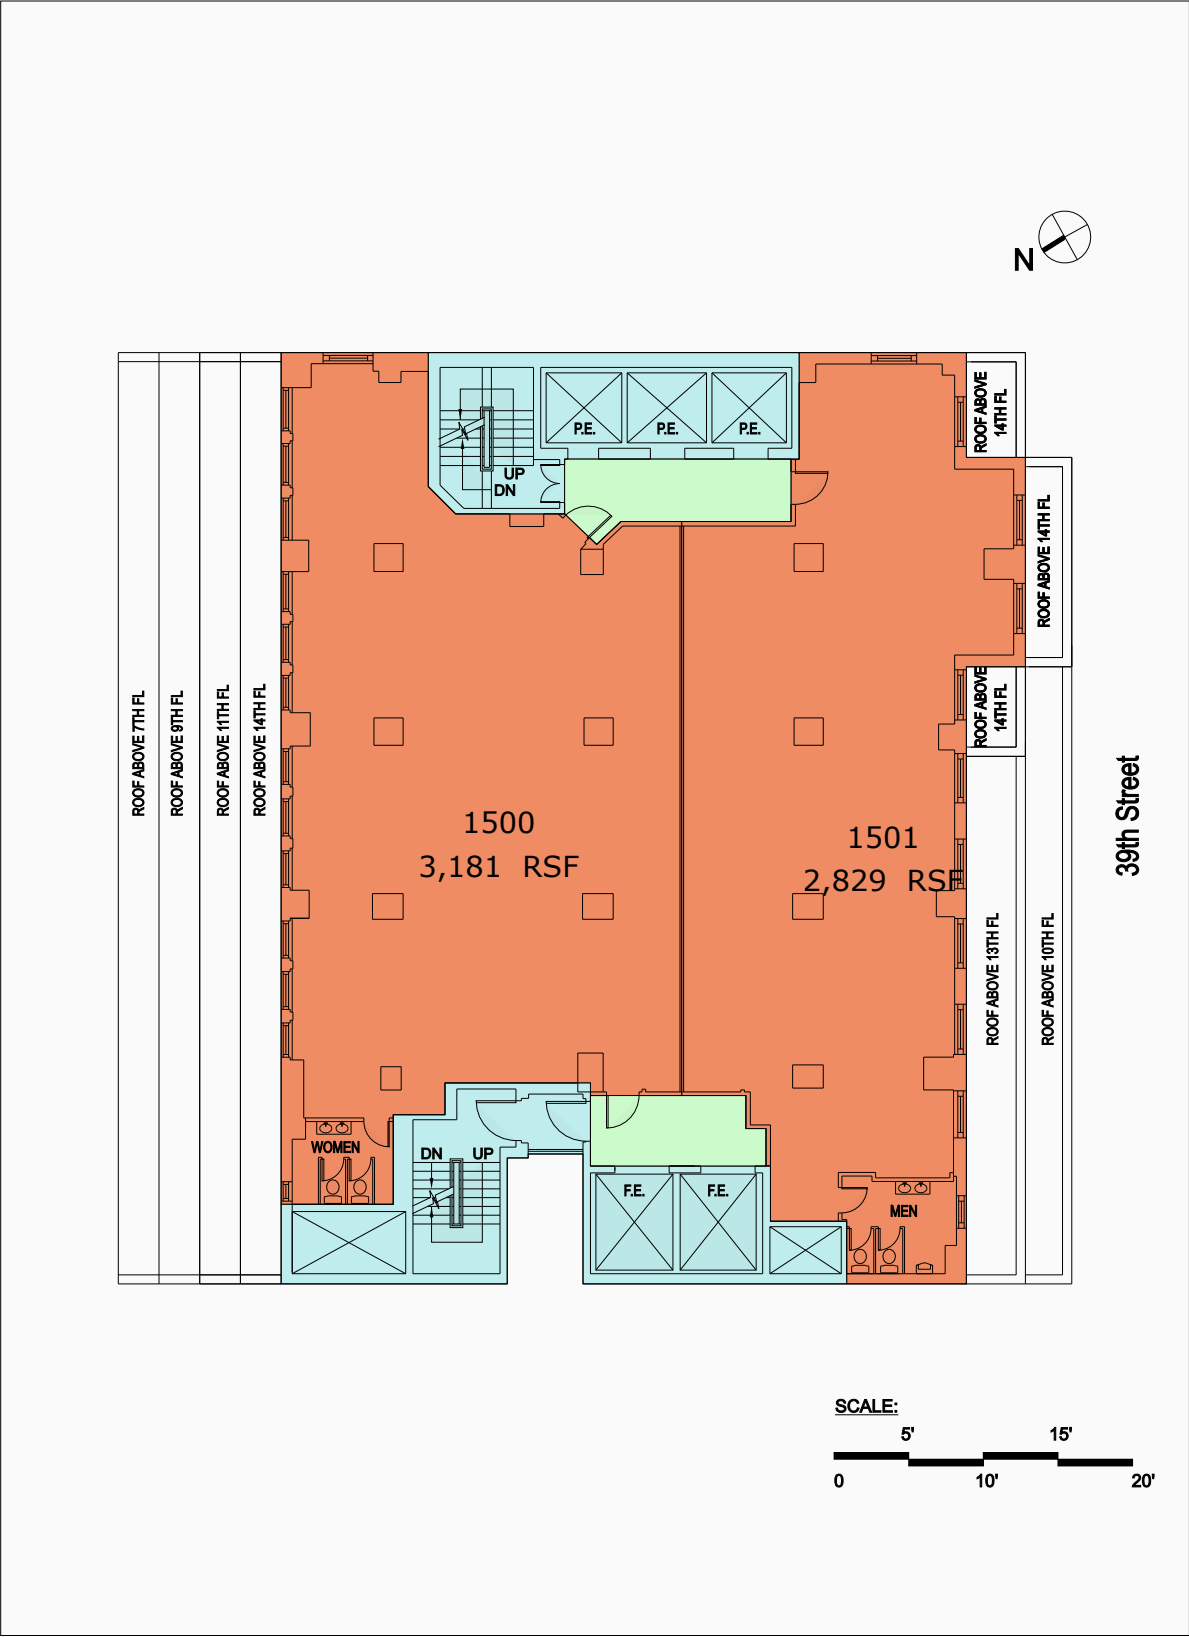 N
ROOF ABOVE
14TH FL
P.E.
P.E.
P.E.
UP
DN
ROOF ABOVE 14TH FL
ROOF ABOVE 7TH FL
ROOF ABOVE 9TH FL
ROOF ABOVE 11TH FL
ROOF ABOVE 14TH FL
ROOF ABOVE
14TH FL
39th Street
1500
3,181 RSF
1501
2,829 RSF
ROOF ABOVE 13TH FL
ROOF ABOVE 10TH FL
WOMEN
DN
UP
F.E.
F.E.
MEN
SCALE:
5'
15'
0
10'
20'